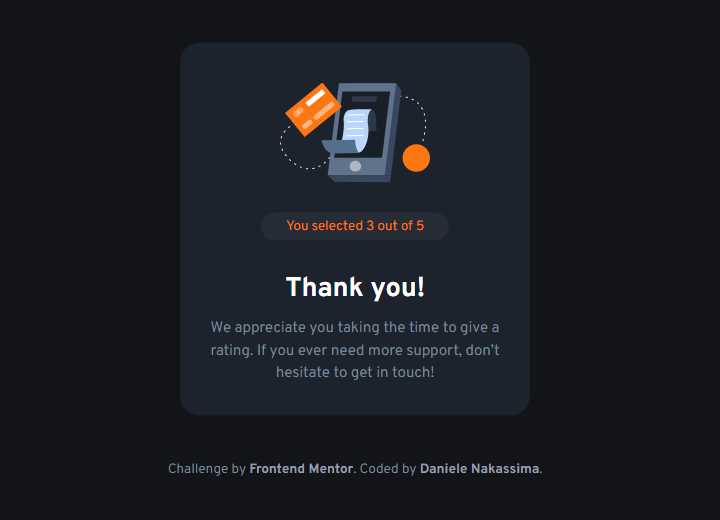 You selected 3 out of 5
Thank you!
We appreciate you taking the time to give a
rating. If you ever need more support, don't
hesitate to get in touch!
Challenge by Frontend Mentor. Coded by Daniele Nakassima.